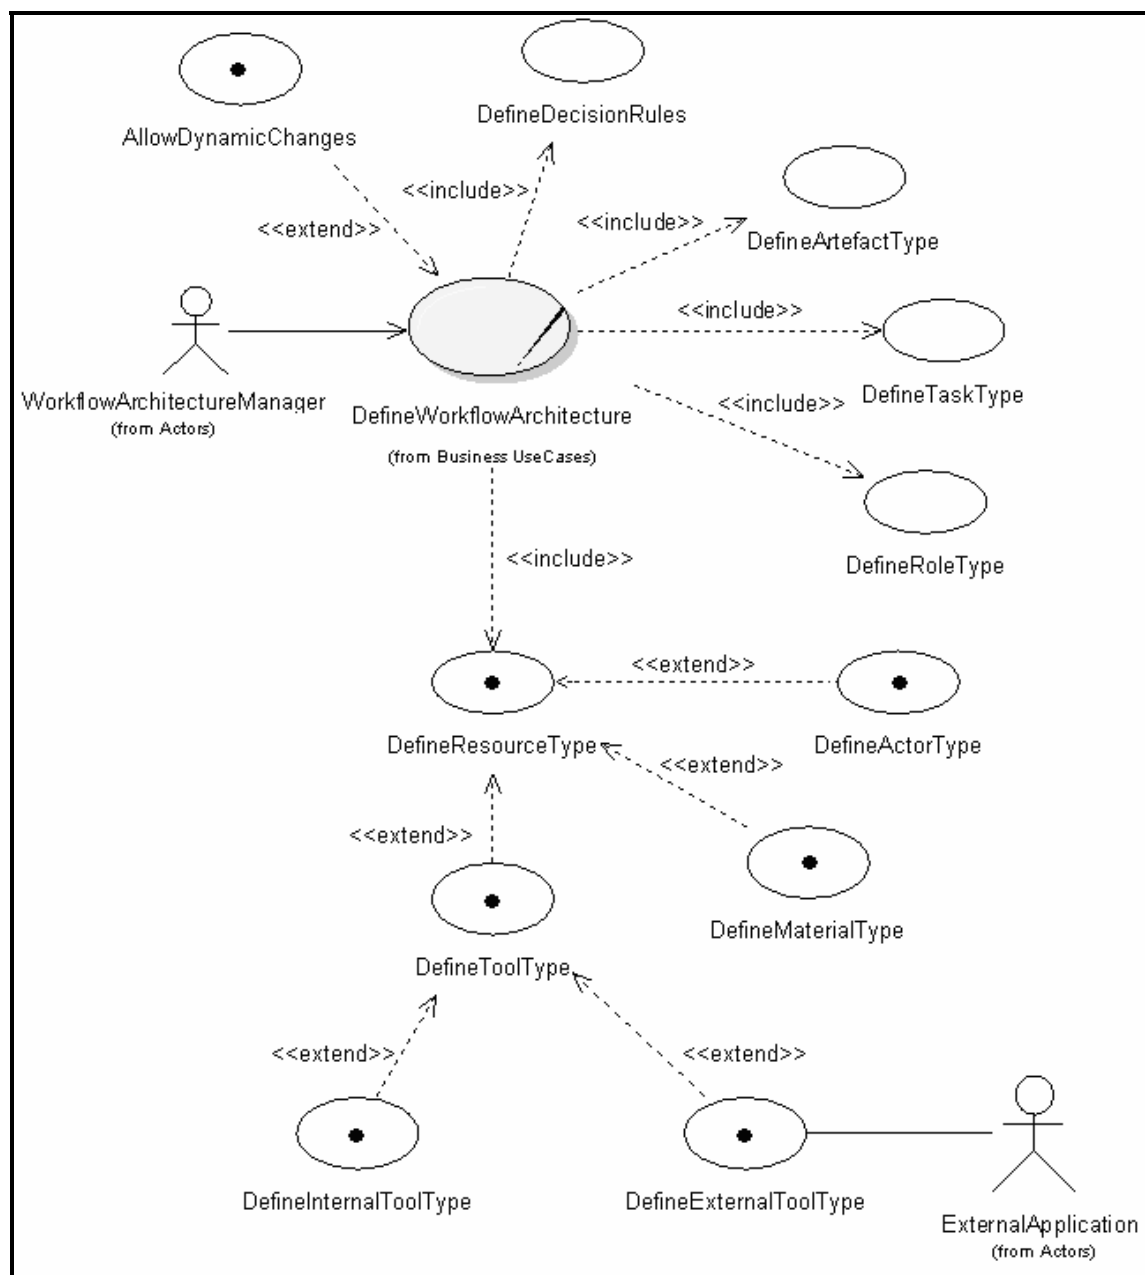 DefineDecisionRules
AllowDynamicChanges
<<include>>
<<extend>>
<<include>>
DefineArtefactType
<<include>>
WorkflowArchitectureManager
(from Actors)
DefineWorkflowArchitecture
(from Business UseCases)
DefineTaskType
<<include>>
<<include>>
DefineRoleType
<<extend>>
DefineResourceType
DefineActorType
<<extend>>
<<extend>>
DefineMaterialType
DefineToolType
<<extend>>
<<extend>>
DefineInternalToolType
DefineExternalToolType
ExternalApplication
(from Actors)